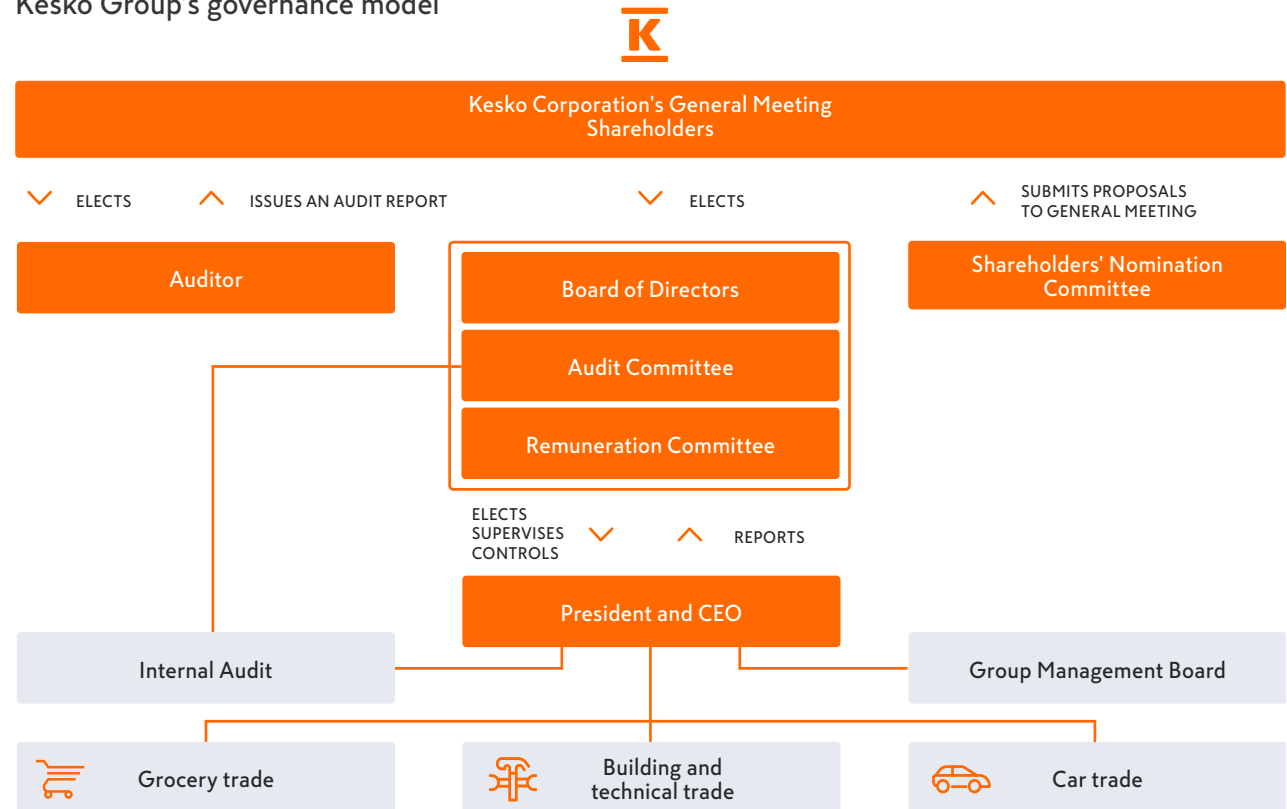 Kesko Group's governance model
K
Kesko Corporation's General Meeting
Shareholders
ELECTS
ISSUES AN AUDIT REPORT
ELECTS
SUBMITS PROPOSALS
TO GENERAL MEETING
Auditor
Board of Directors
Shareholders' Nomination
Committee
Audit Committee
Remuneration Committee
ELECTS
SUPERVISES
CONTROLS
REPORTS
President and CEO
Internal Audit
Group Management Board
Grocery trade
Building and
technical trade
Car trade